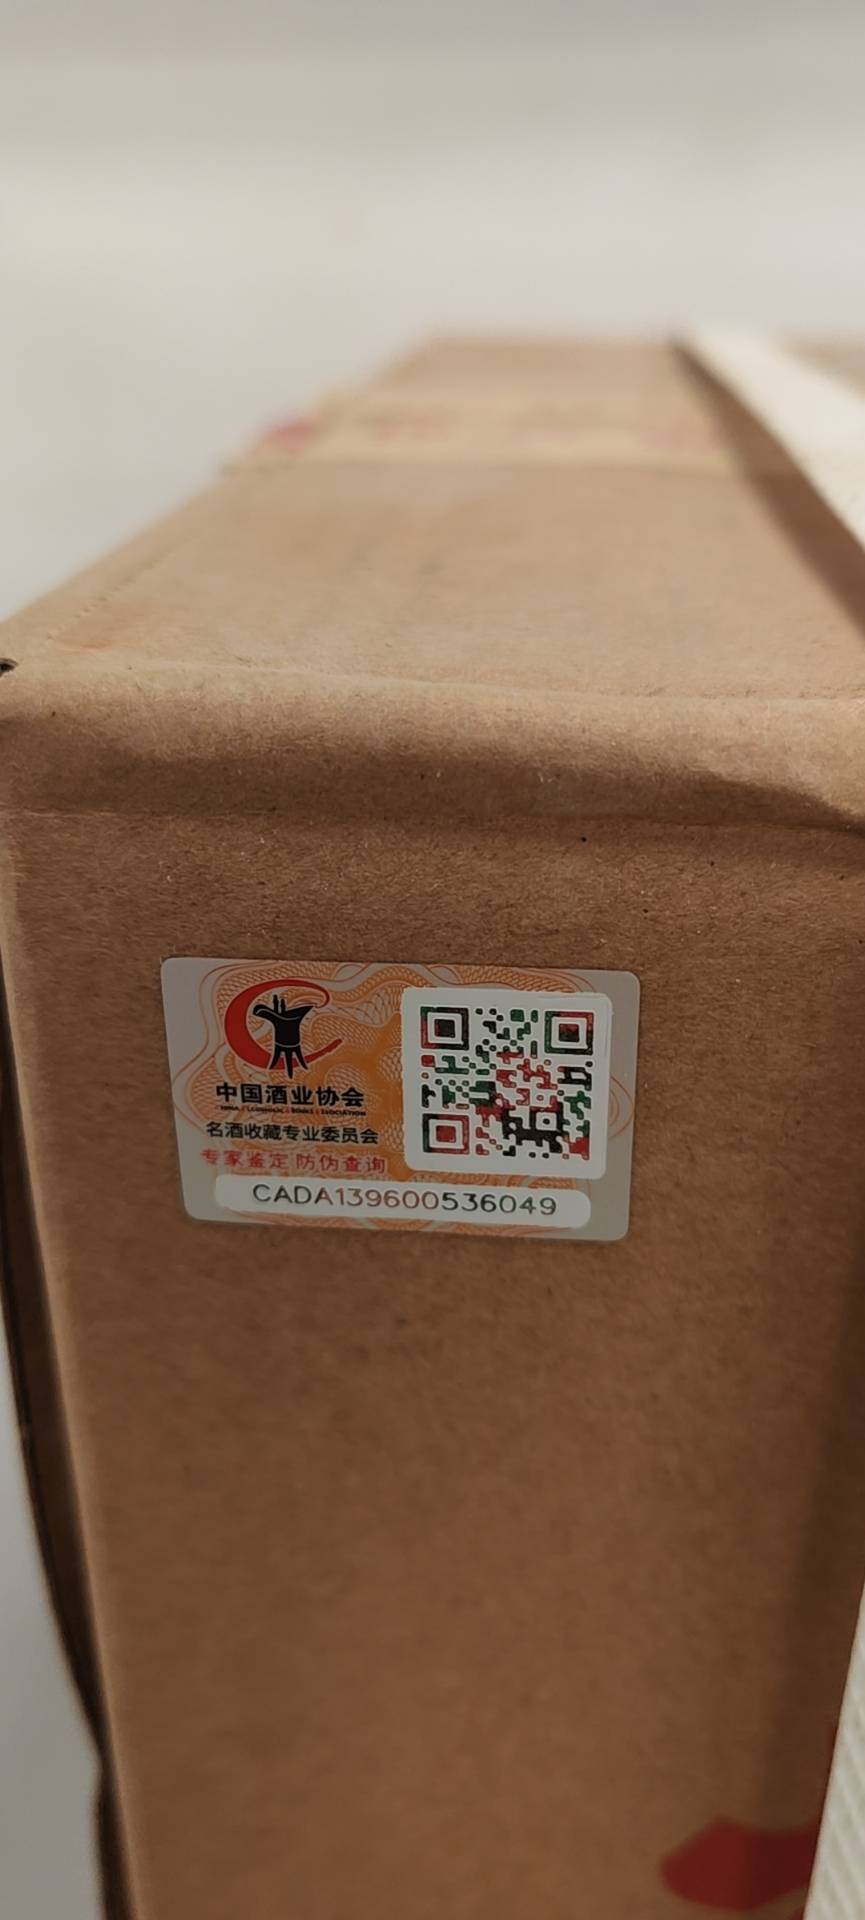 中国酒业协会
名酒收藏专业委员会
专家鉴定 防伪查询
CADA139600536049